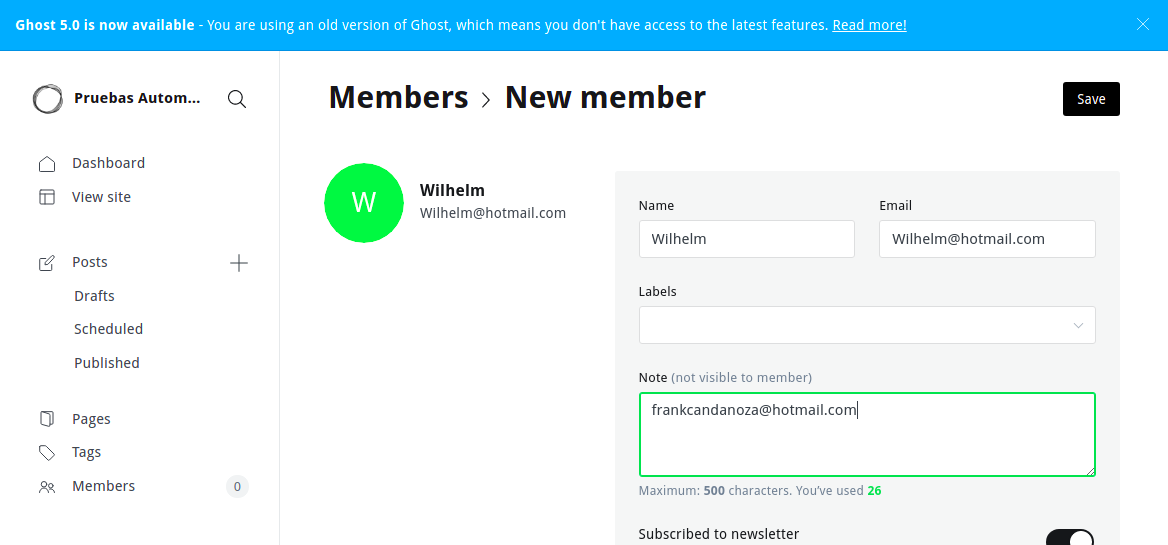 Ghost 5.0 is now available - You are using an old version of Ghost, which means you don't have access to the latest features. Read more!
Pruebas Autom...
Dashboard
View site
Posts
Drafts
Scheduled
Published
Pages
Tags
Members 0
Members > New member
Save
W
Wilhelm
Wilhelm@hotmail.com
Name
Wilhelm
Email
Wilhelm@hotmail.com
Labels
Note (not visible to member)
frankcandanoza@hotmail.com
Maximum: 500 characters. You've used 26
Subscribed to newsletter